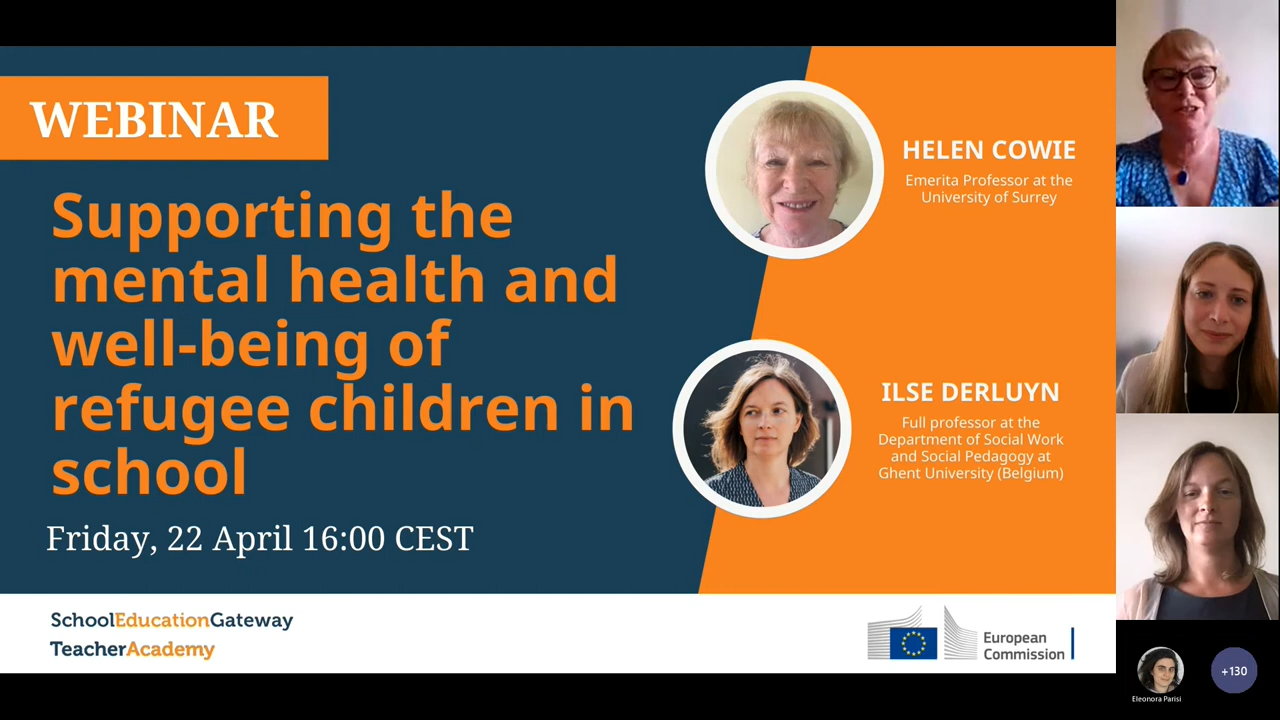 WEBINAR
Supporting the
mental health and
well-being of
refugee children in
school
Friday, 22 April 16:00 CEST
HELEN COWIE
Emerita Professor at the
University of Surrey
ILSE DERLUYN
Full professor at the
Department of Social Work
and Social Pedagogy at
Ghent University (Belgium)
SchoolEducationGateway
TeacherAcademy
European
Commission
Eleonora Parisi
+130